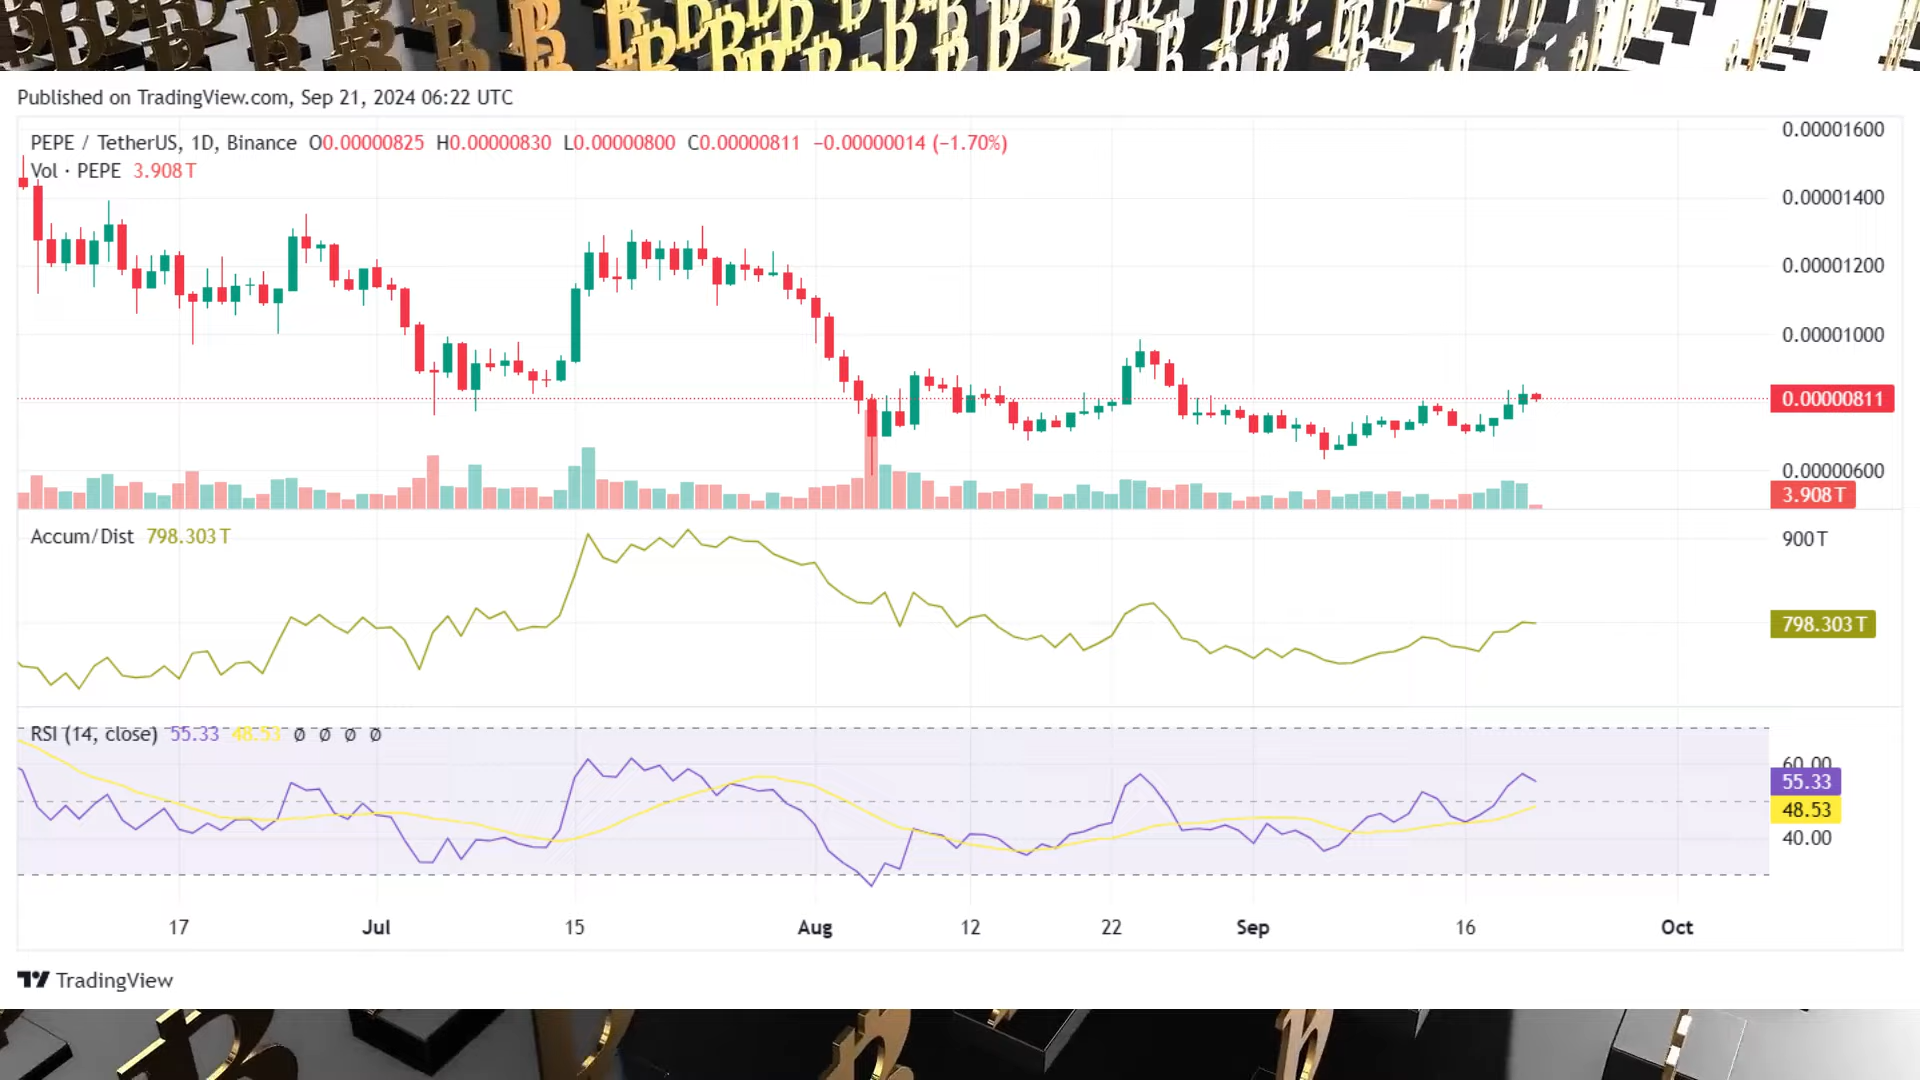 Published on TradingView.com, Sep 21, 2024 06:22 UTC
PEPE / TetherUS, 1D, Binance O0.00000825 H0.00000830 L0.00000800 C0.00000811 −0.00000014 (−1.70%)
Vol · PEPE 3.908 T
0.00001600
0.00001400
0.00001200
0.00001000
0.00000811
0.00000600
3.908 T
Accum/Dist 798.303 T
900 T
798.303 T
RSI (14, close) 55.33 48.53 Ø Ø Ø Ø
60.00
55.33
48.53
40.00
17 Jul 15 Aug 12 22 Sep 16 Oct
TradingView